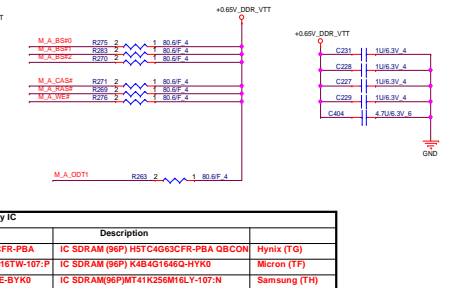 +0.65V_DDR_VTT
M_A_BS#0 R275 2 1 80.6/F_4
M_A_BS#1 R283 2 1 80.6/F_4
M_A_BS#2 R270 2 1 80.6/F_4
M_A_CAS# R271 2 1 80.6/F_4
M_A_RAS# R269 2 1 80.6/F_4
M_A_WE# R276 2 1 80.6/F_4
M_A_ODT1 R263 2 1 80.6/F_4
+0.65V_DDR_VTT
C231 1U/6.3V_4
C228 1U/6.3V_4
C227 1U/6.3V_4
C229 1U/6.3V_4
C404 4.7U/6.3V_6
GND
y IC
Description
CFR-PBA IC SDRAM (96P) H5TC4G63CFR-PBA QBCON Hynix (TG)
16TW-107:P IC SDRAM (96P) K4B4G1646Q-HYK0 Micron (TF)
E-BYK0 IC SDRAM(96P)MT41K256M16LY-107:N Samsung (TH)